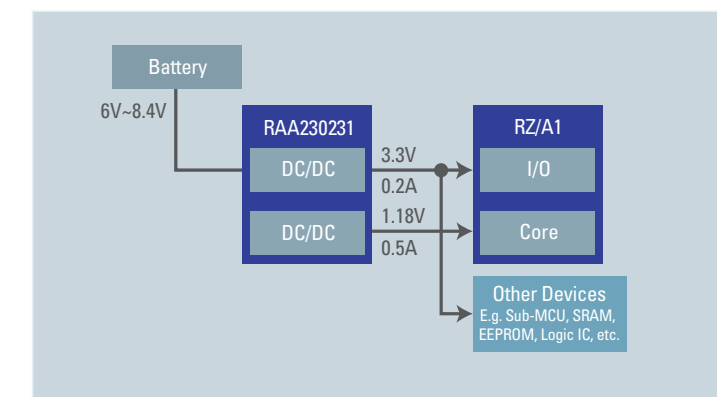 Battery
6V~8.4V
RAA230231
RZ/A1
DC/DC
3.3V
0.2A
I/O
DC/DC
1.18V
0.5A
Core
Other Devices
E.g. Sub-MCU, SRAM,
EEPROM, Logic IC, etc.